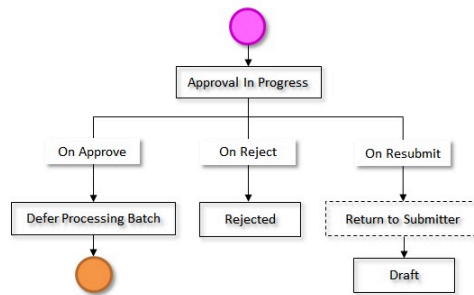 Approval In Progress
On Approve
On Reject
On Resubmit
Defer Processing Batch
Rejected
Return to Submitter
Draft